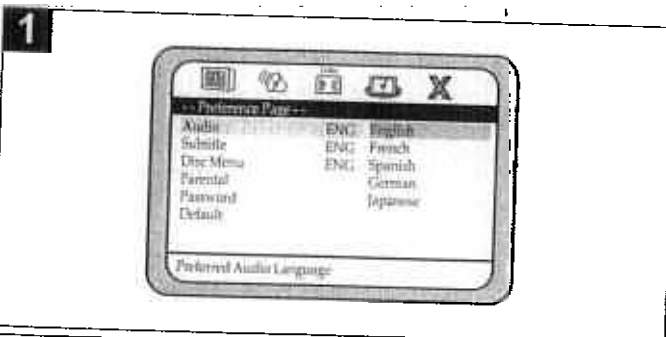 1
-- Preference Page --
Audio ENG English
Subtitle ENG French
Disc Menu ENG Spanish
Parental German
Password Japanese
Default
Preferred Audio Language